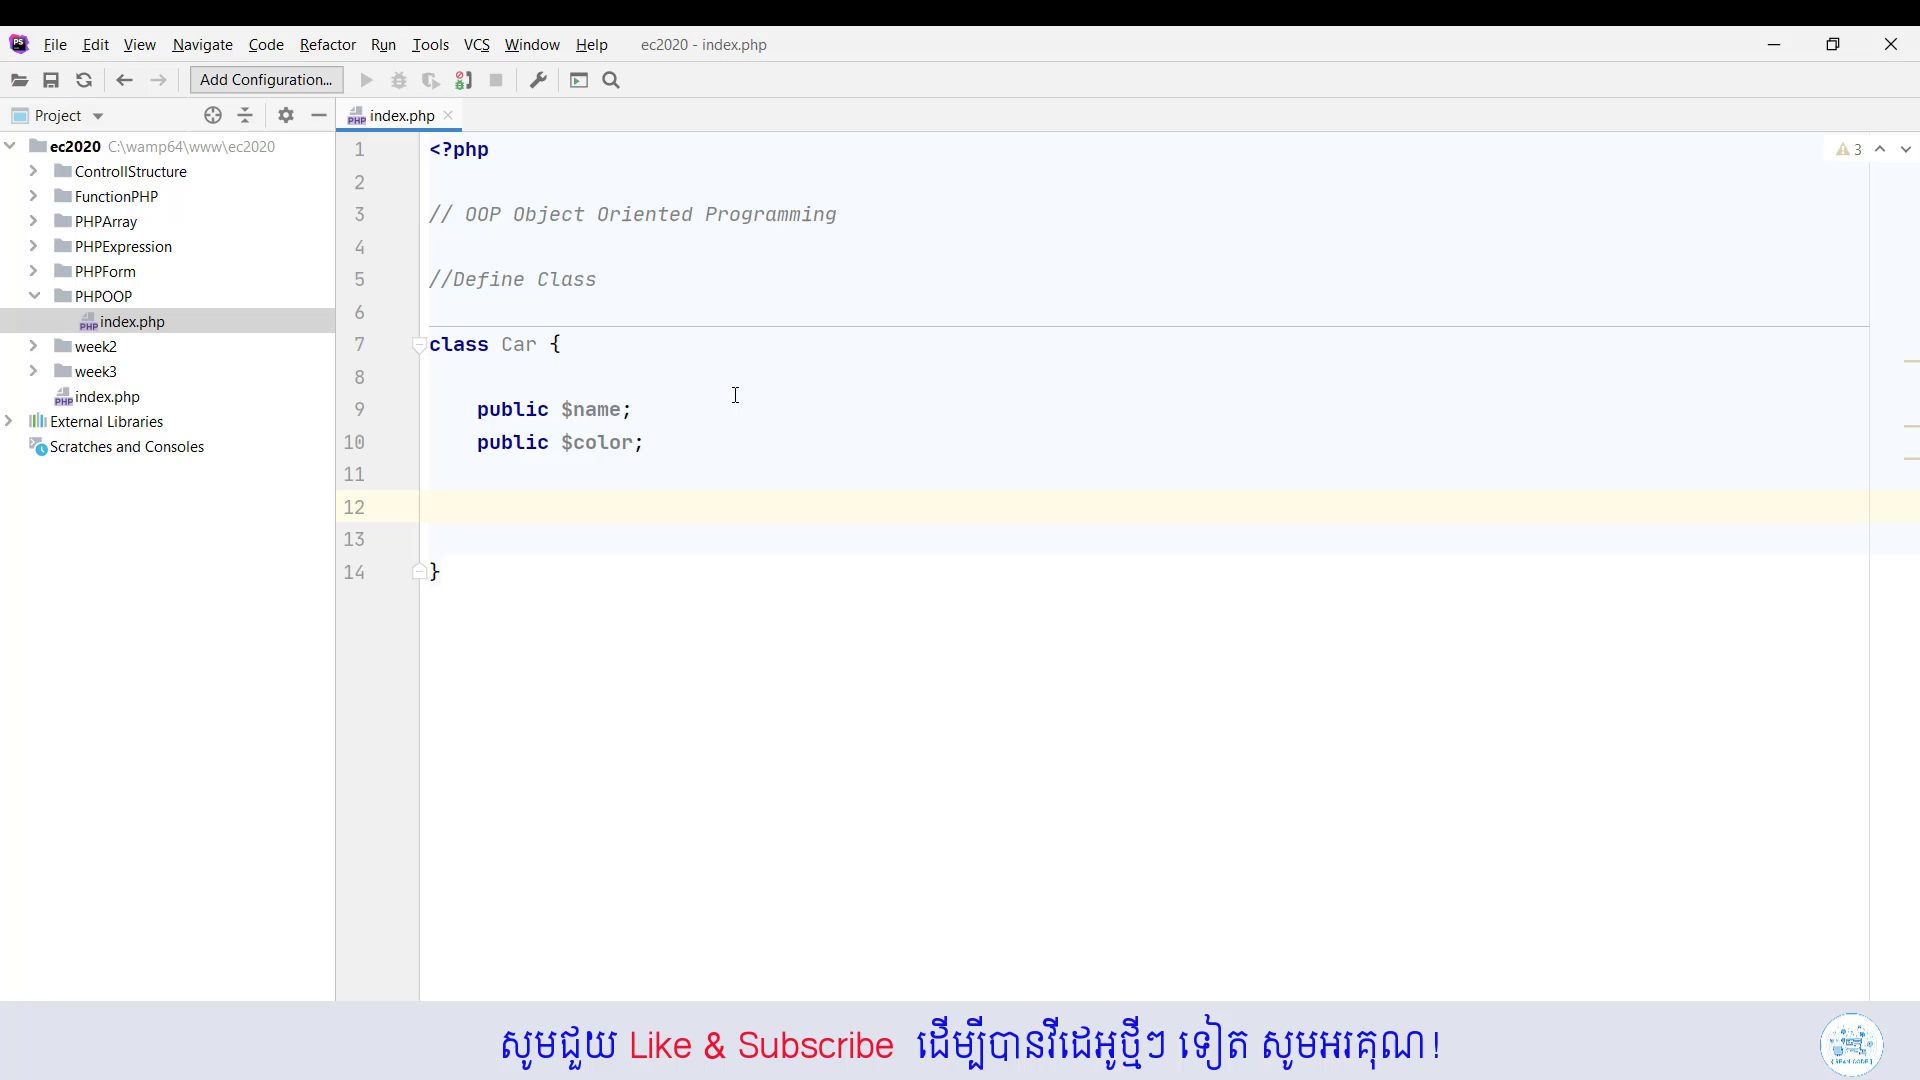 File Edit View Navigate Code Refactor Run Tools VCS Window Help ec2020 - index.php
Add Configuration...
Project
index.php
ec2020 C:\wamp64\www\ec2020
ControllStructure
FunctionPHP
PHPArray
PHPExpression
PHPForm
PHPOOP
index.php
week2
week3
index.php
External Libraries
Scratches and Consoles
1 <?php
2
3 // OOP Object Oriented Programming
4
5 //Define Class
6
7 class Car {
8
9 public $name;
10 public $color;
11
12
13
14 }
3
សូមជួយ Like & Subscribe ដើម្បីបានវីដេអូថ្មីៗ ទៀត សូមអរគុណ!